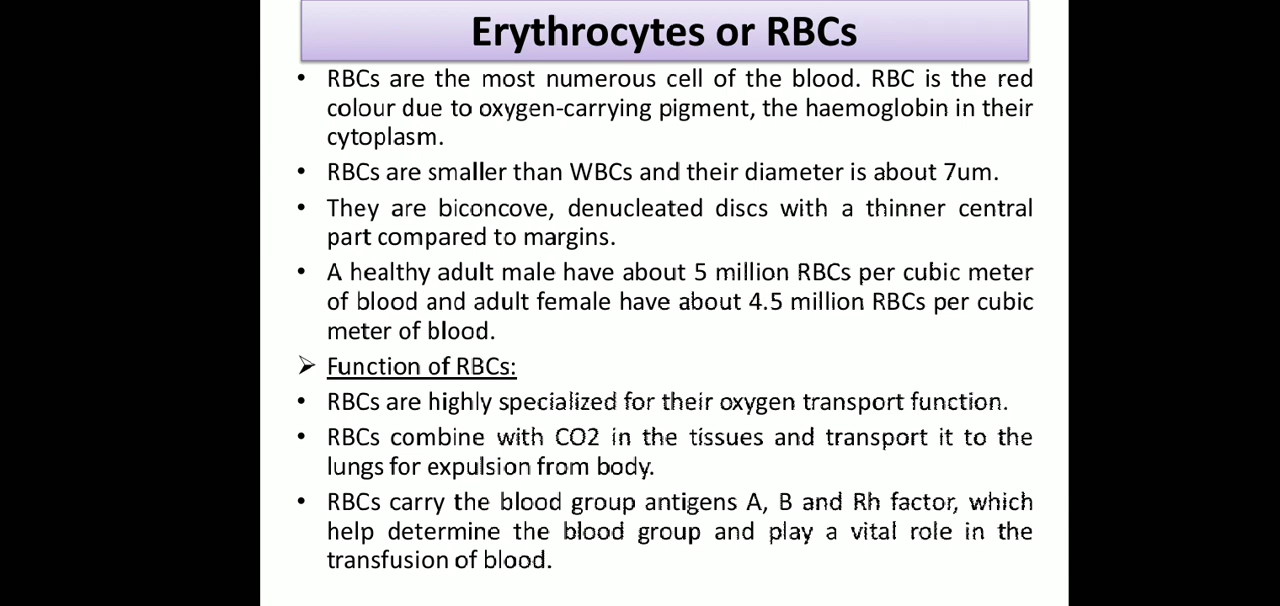 Erythrocytes or RBCs
• RBCs are the most numerous cell of the blood. RBC is the red
colour due to oxygen-carrying pigment, the haemoglobin in their
cytoplasm.
• RBCs are smaller than WBCs and their diameter is about 7um.
• They are biconcove, denucleated discs with a thinner central
part compared to margins.
• A healthy adult male have about 5 million RBCs per cubic meter
of blood and adult female have about 4.5 million RBCs per cubic
meter of blood.
➢ Function of RBCs:
• RBCs are highly specialized for their oxygen transport function.
• RBCs combine with CO2 in the tissues and transport it to the
lungs for expulsion from body.
• RBCs carry the blood group antigens A, B and Rh factor, which
help determine the blood group and play a vital role in the
transfusion of blood.